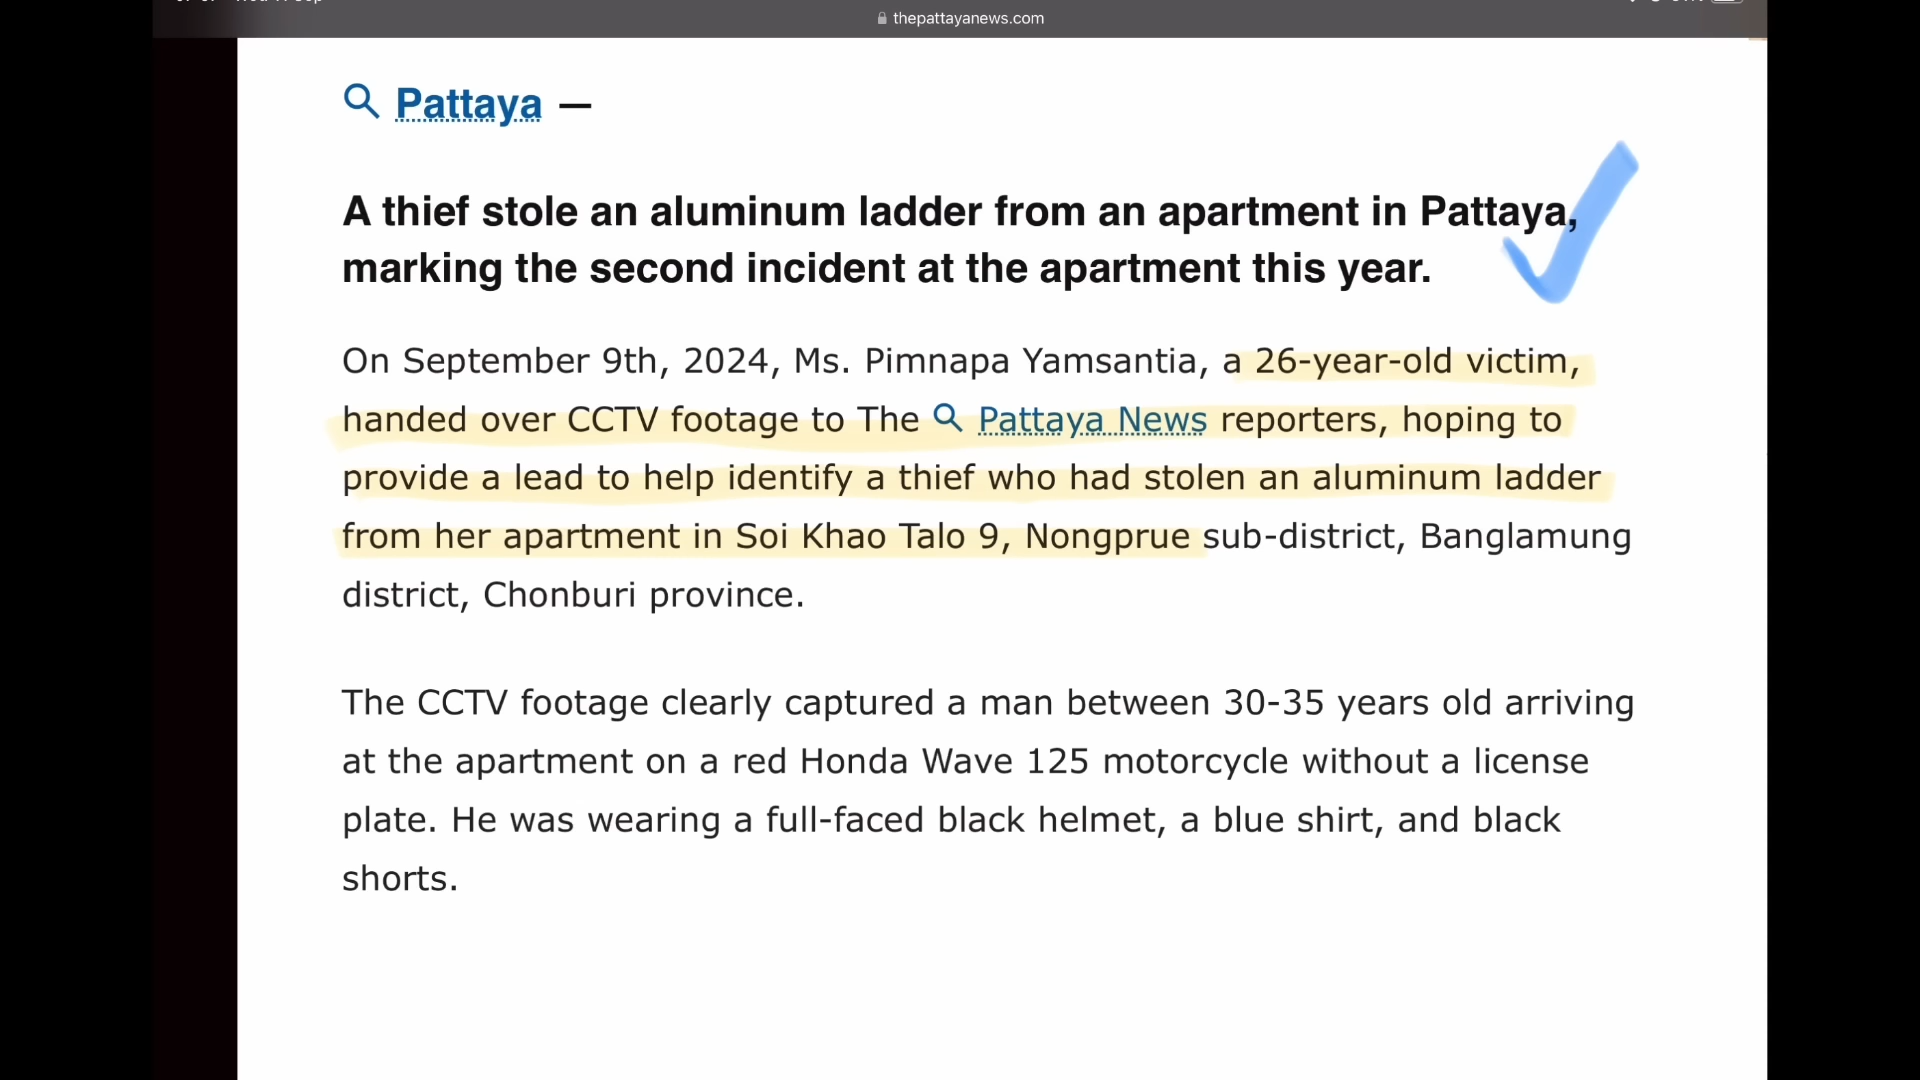 thepattayanews.com
Pattaya —
A thief stole an aluminum ladder from an apartment in Pattaya,
marking the second incident at the apartment this year.
On September 9th, 2024, Ms. Pimnapa Yamsantia, a 26-year-old victim,
handed over CCTV footage to The Pattaya News reporters, hoping to
provide a lead to help identify a thief who had stolen an aluminum ladder
from her apartment in Soi Khao Talo 9, Nongprue sub-district, Banglamung
district, Chonburi province.
The CCTV footage clearly captured a man between 30-35 years old arriving
at the apartment on a red Honda Wave 125 motorcycle without a license
plate. He was wearing a full-faced black helmet, a blue shirt, and black
shorts.